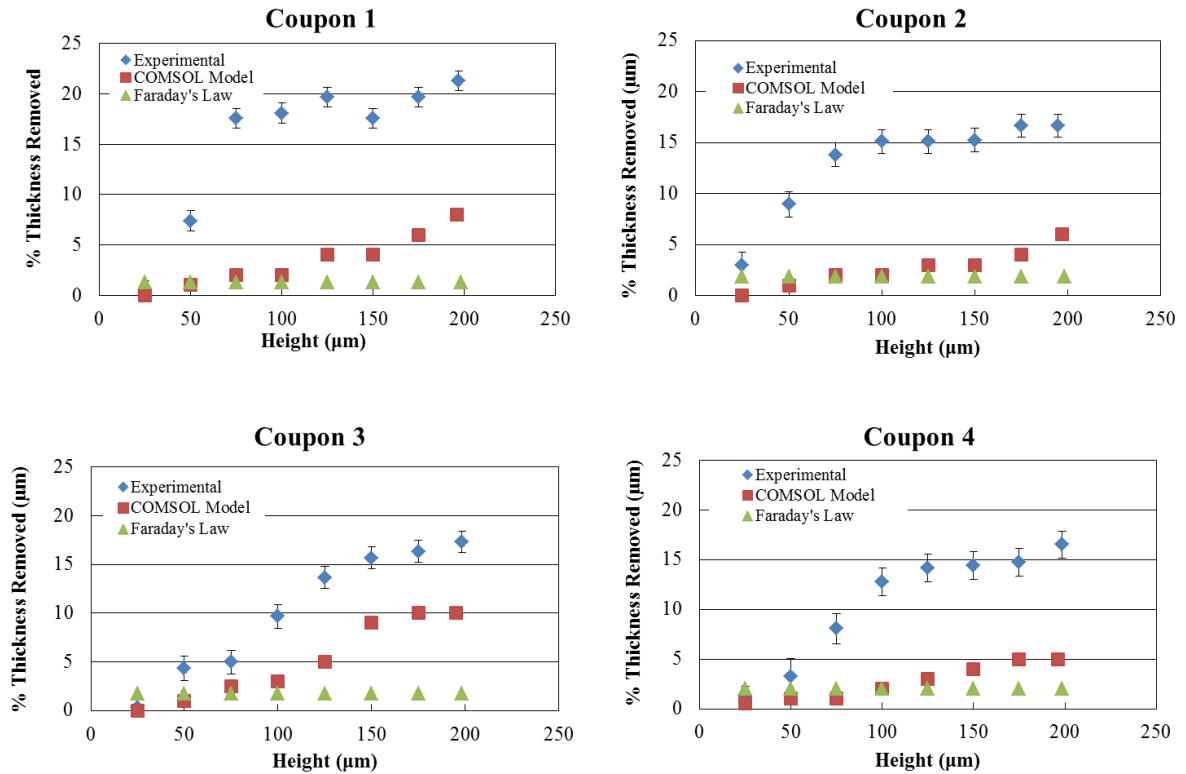 Coupon 1
% Thickness Removed
25
20
15
10
5
0
Experimental
COMSOL Model
Faraday's Law
0 50 100 150 200 250
Height (µm)
Coupon 2
% Thickness Removed (µm)
25
20
15
10
5
0
Experimental
COMSOL Model
Faraday's Law
0 50 100 150 200 250
Height (µm)
Coupon 3
% Thickness Removed (µm)
25
20
15
10
5
0
Experimental
COMSOL Model
Faraday's Law
0 50 100 150 200 250
Height (µm)
Coupon 4
% Thickness Removed (µm)
25
20
15
10
5
0
Experimental
COMSOL Model
Faraday's Law
0 50 100 150 200 250
Height (µm)